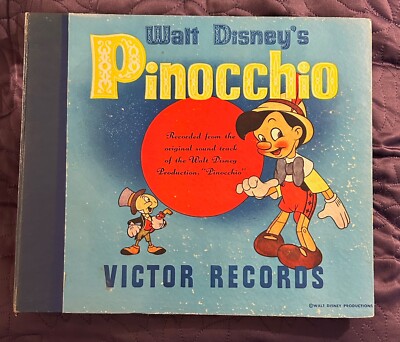 Walt Disney's
Pinocchio
Recorded from the
original sound track
of the Walt Disney
Production, "Pinocchio"
VICTOR RECORDS
©WALT DISNEY PRODUCTIONS